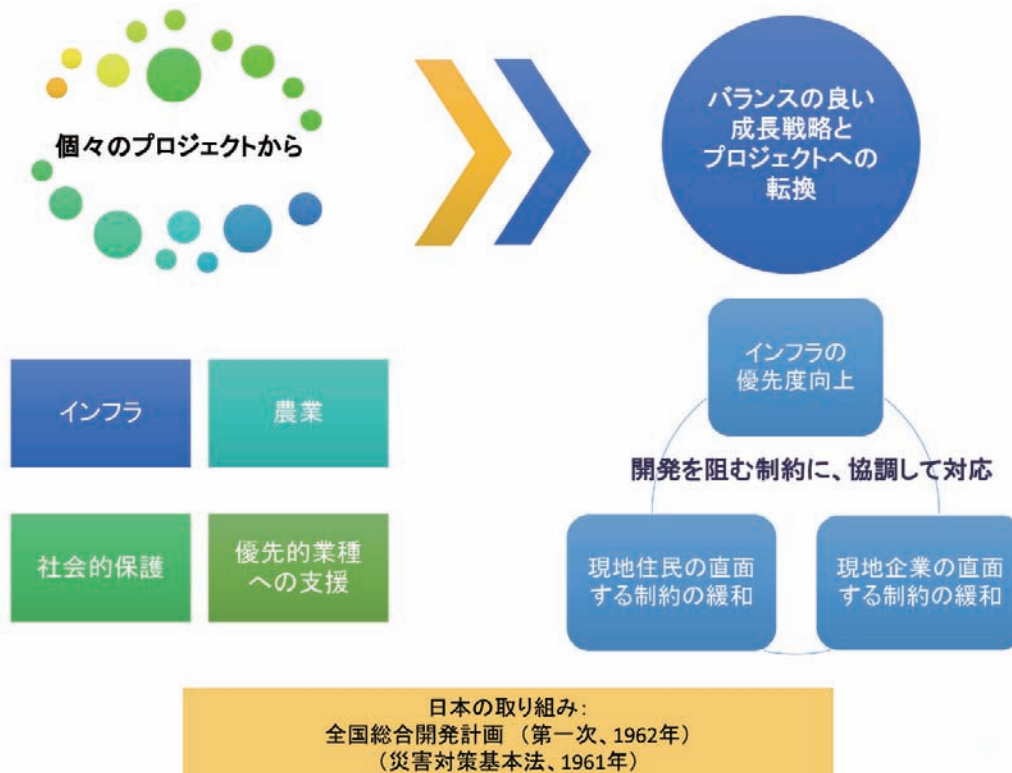 個々のプロジェクトから
バランスの良い
成長戦略と
プロジェクトへの
転換
インフラ
農業
社会的保護
優先的業種
への支援
インフラの
優先度向上
開発を阻む制約に、協調して対応
現地住民の直面
する制約の緩和
現地企業の直面
する制約の緩和
日本の取り組み：
全国総合開発計画 （第一次、1962年）
（災害対策基本法、1961年）